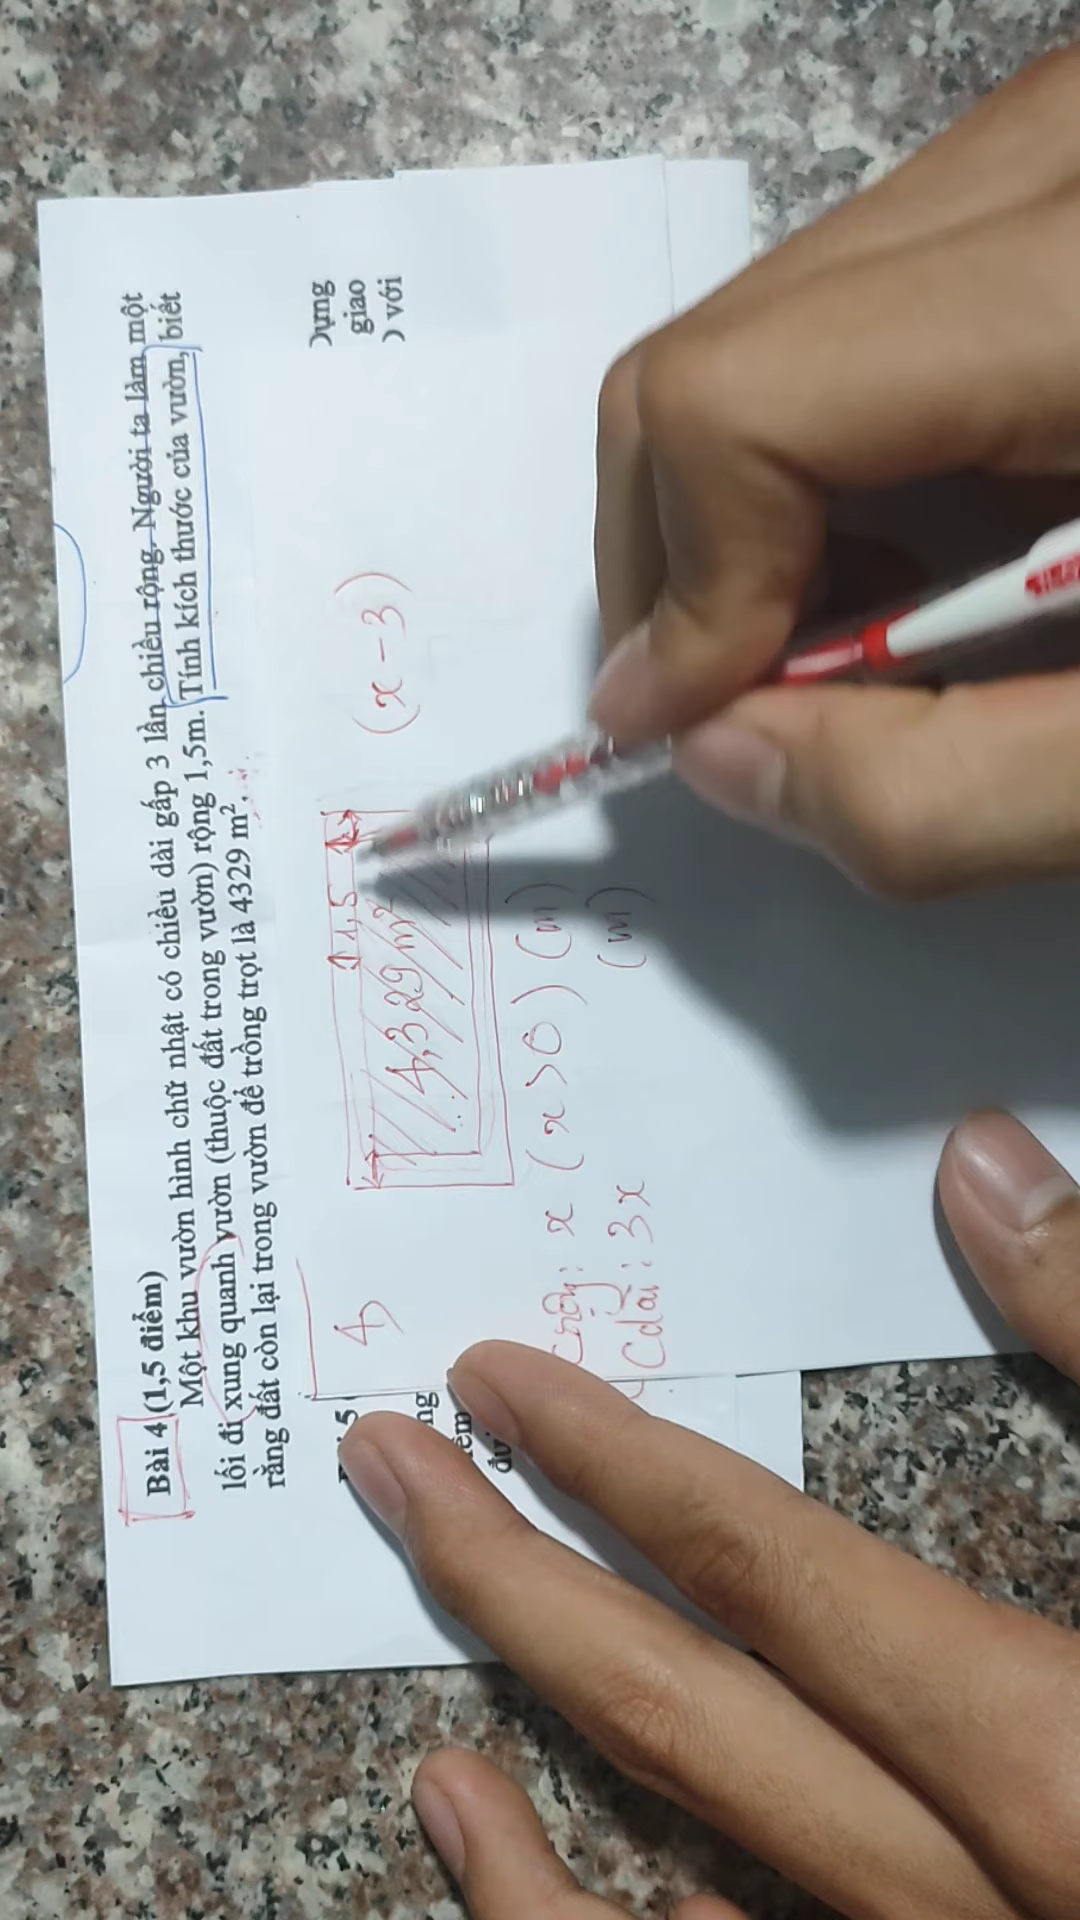 Bài 4 (1,5 điểm)
Một khu vườn hình chữ nhật có chiều dài gấp 3 lần chiều rộng. Người ta làm một
lối đi xung quanh vườn (thuộc đất trong vườn) rộng 1,5m. Tính kích thước của vườn, biết
rằng đất còn lại trong vườn để trồng trọt là 4329 m².
5
ng
giao
) với
4
1,5
4329 m²
(x - 3)
x (x > 0) (m)
Cdài: 3x (m)